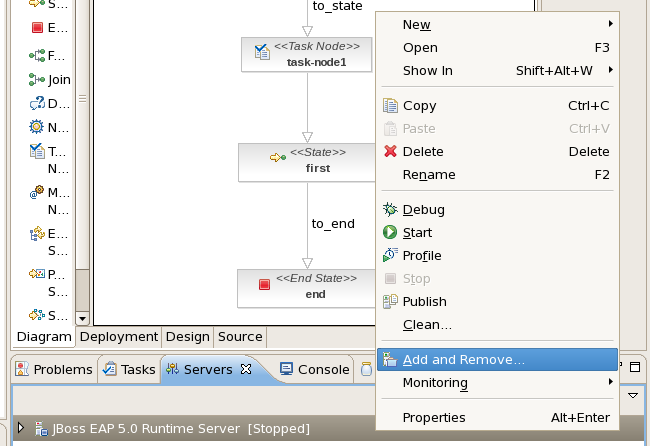 S...
E...
F...
Join
D...
N...
T...
N...
M...
N...
E...
S...
P...
S...
S...
to_state
<<Task Node>>
task-node1
<<State>>
first
to_end
<<End State>>
end
Diagram Deployment Design Source
New
Open F3
Show In Shift+Alt+W
Copy Ctrl+C
Paste Ctrl+V
Delete Delete
Rename F2
Debug
Start
Profile
Stop
Publish
Clean...
Add and Remove...
Monitoring
Properties Alt+Enter
Problems Tasks Servers Console
JBoss EAP 5.0 Runtime Server [Stopped]